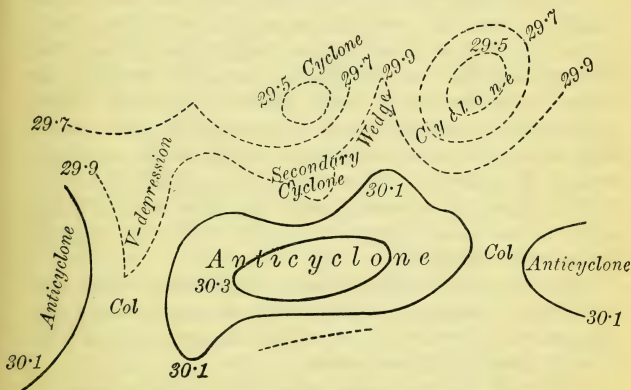 29·5
Cyclone
29·7
29·9
29·5
29·7
29·9
Cyclone
29·7
29·9
V-depression
Secondary
Cyclone
Wedge
30·1
Anticyclone
Col
Anticyclone
30·3
Col
Anticyclone
30·1
30·1
30·1